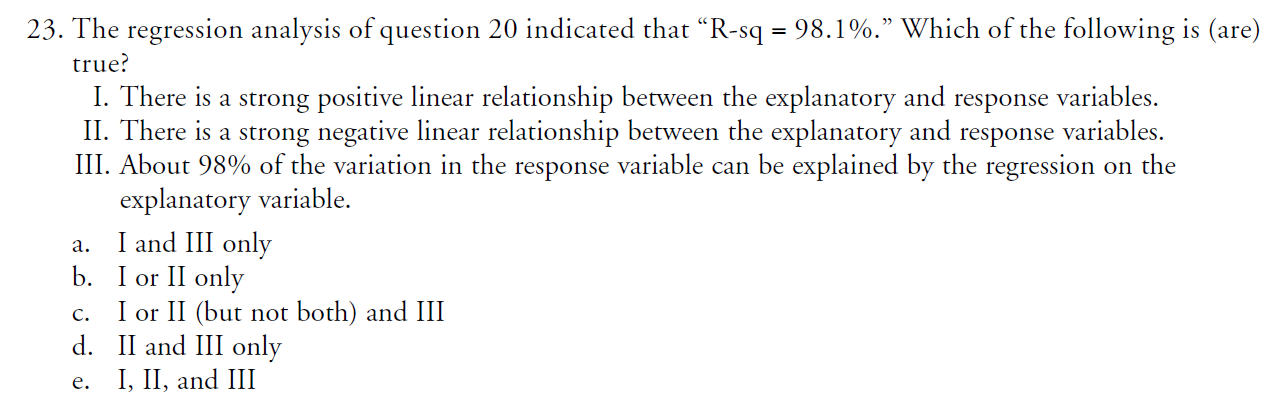 23. The regression analysis of question 20 indicated that “R-sq = 98.1%.” Which of the following is (are)
true?
I. There is a strong positive linear relationship between the explanatory and response variables.
II. There is a strong negative linear relationship between the explanatory and response variables.
III. About 98% of the variation in the response variable can be explained by the regression on the
explanatory variable.
a. I and III only
b. I or II only
c. I or II (but not both) and III
d. II and III only
e. I, II, and III